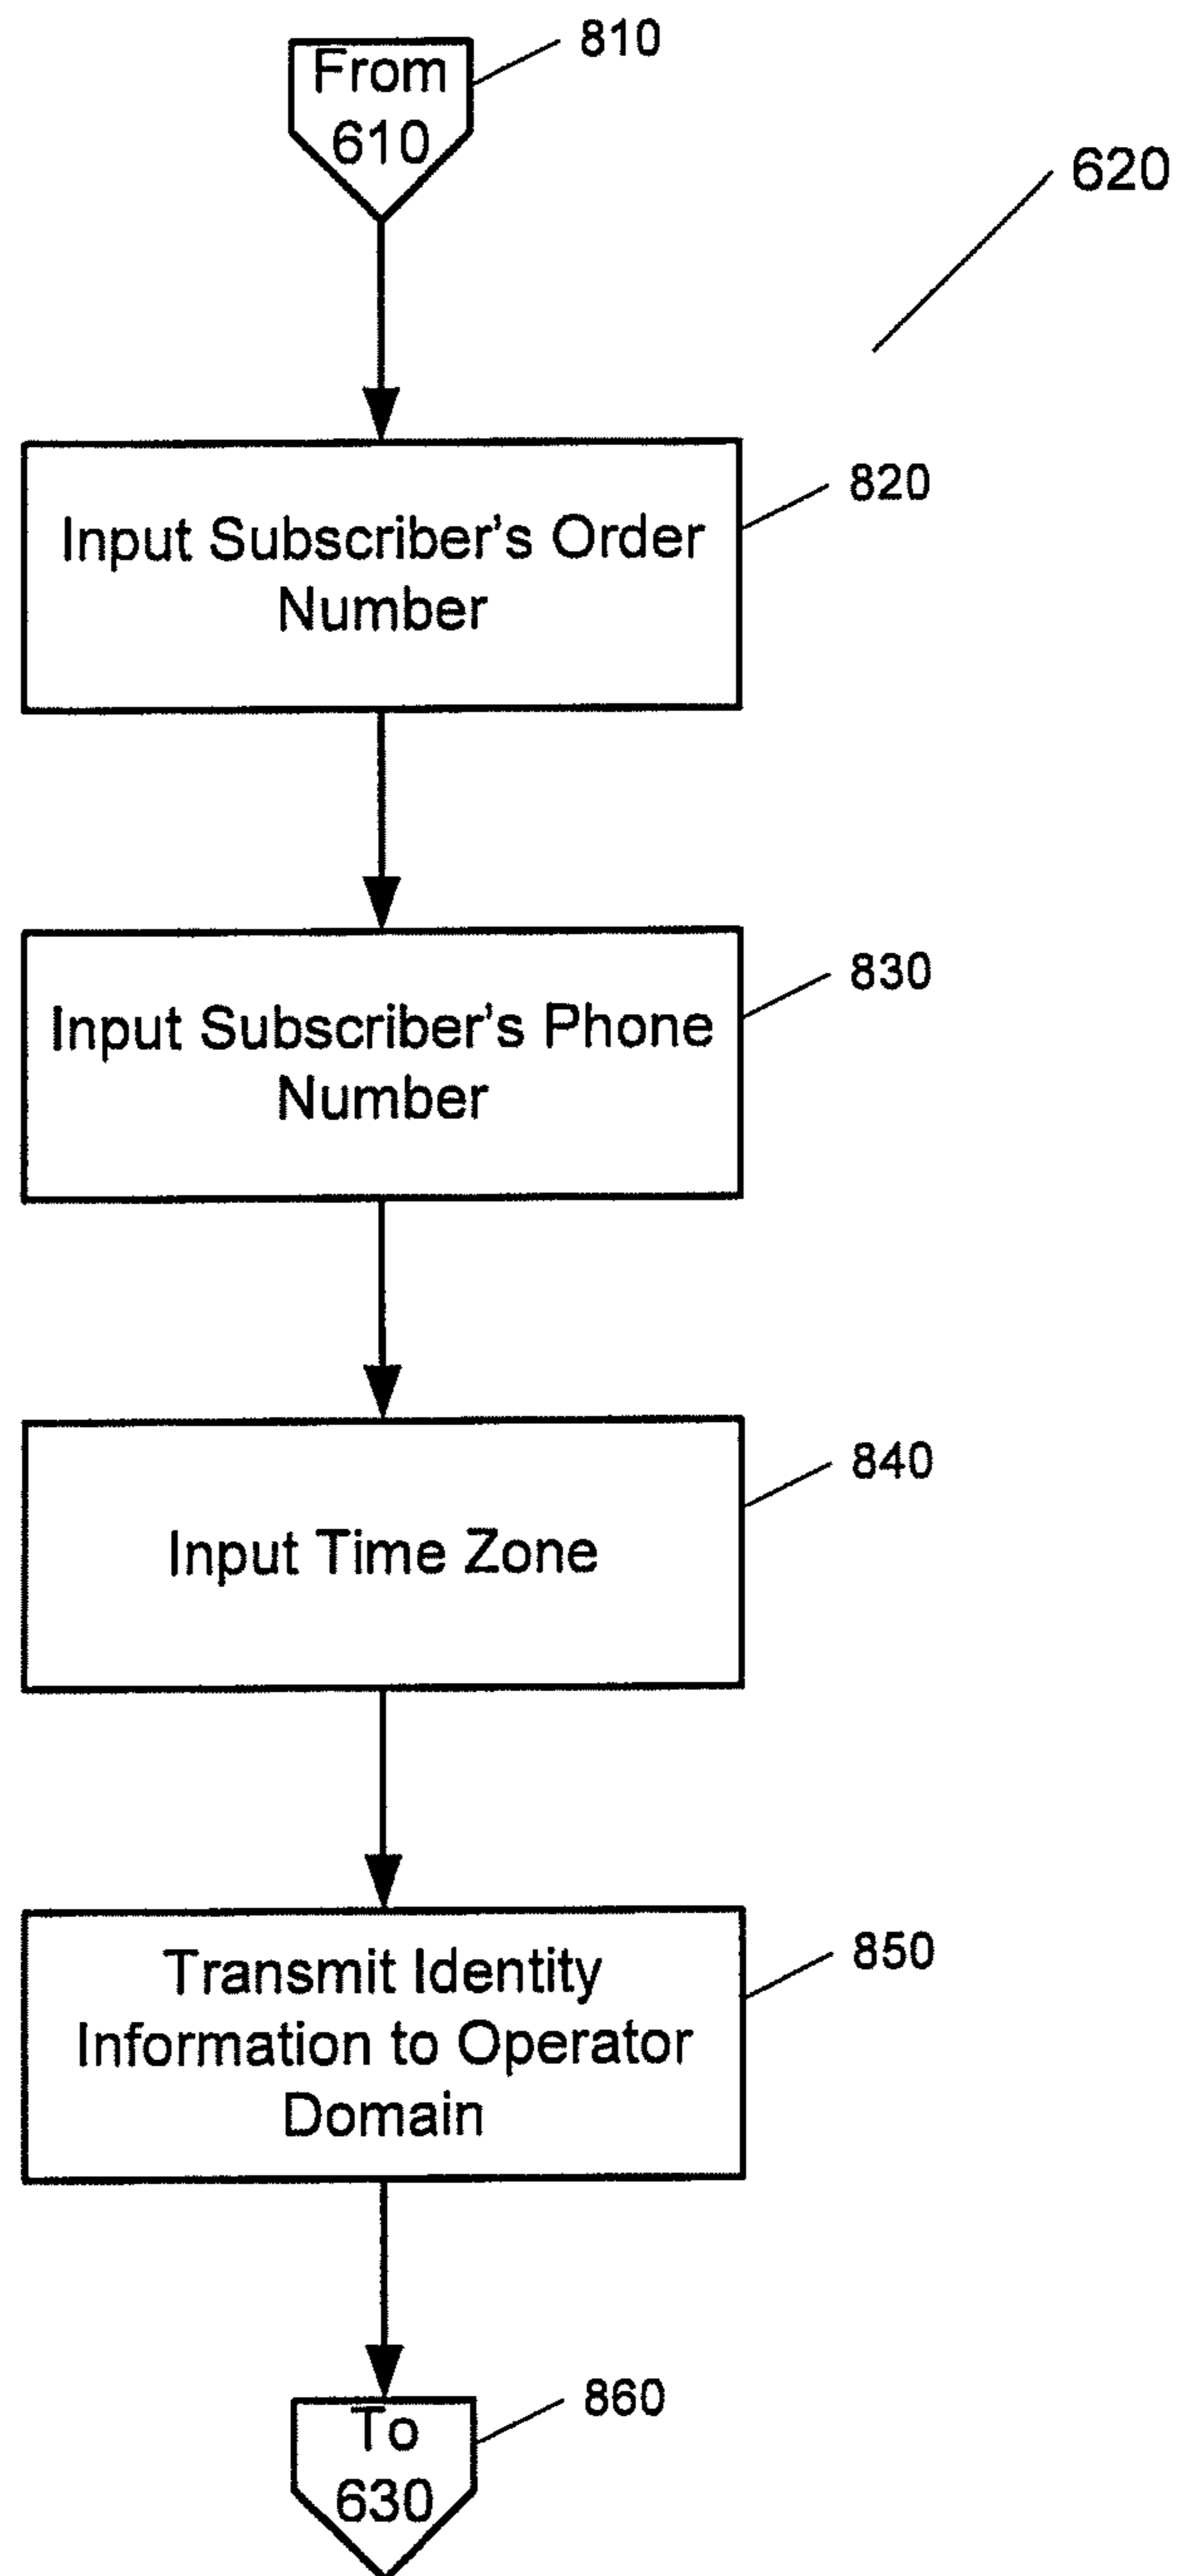 From
610
810
620
Input Subscriber's Order
Number
820
Input Subscriber's Phone
Number
830
Input Time Zone
840
Transmit Identity
Information to Operator
Domain
850
To
630
860